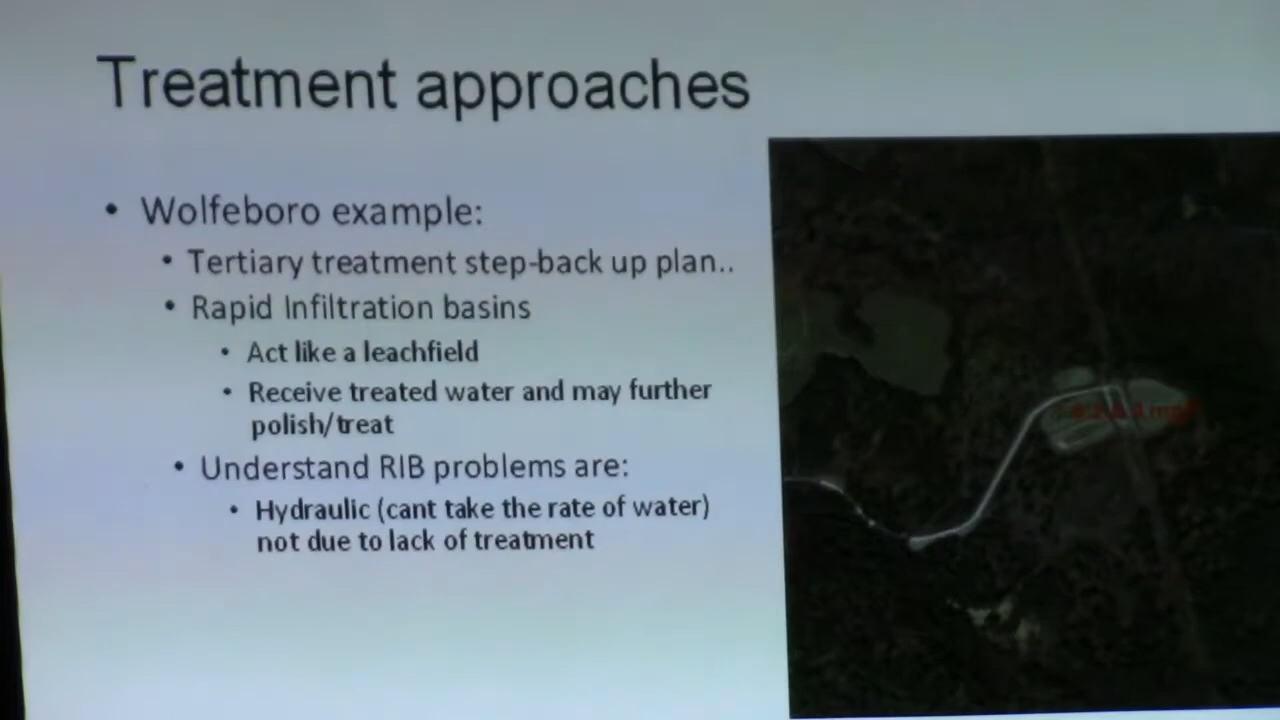 Treatment approaches
• Wolfeboro example:
• Tertiary treatment step-back up plan..
• Rapid Infiltration basins
• Act like a leachfield
• Receive treated water and may further
polish/treat
• Understand RIB problems are:
• Hydraulic (cant take the rate of water)
not due to lack of treatment